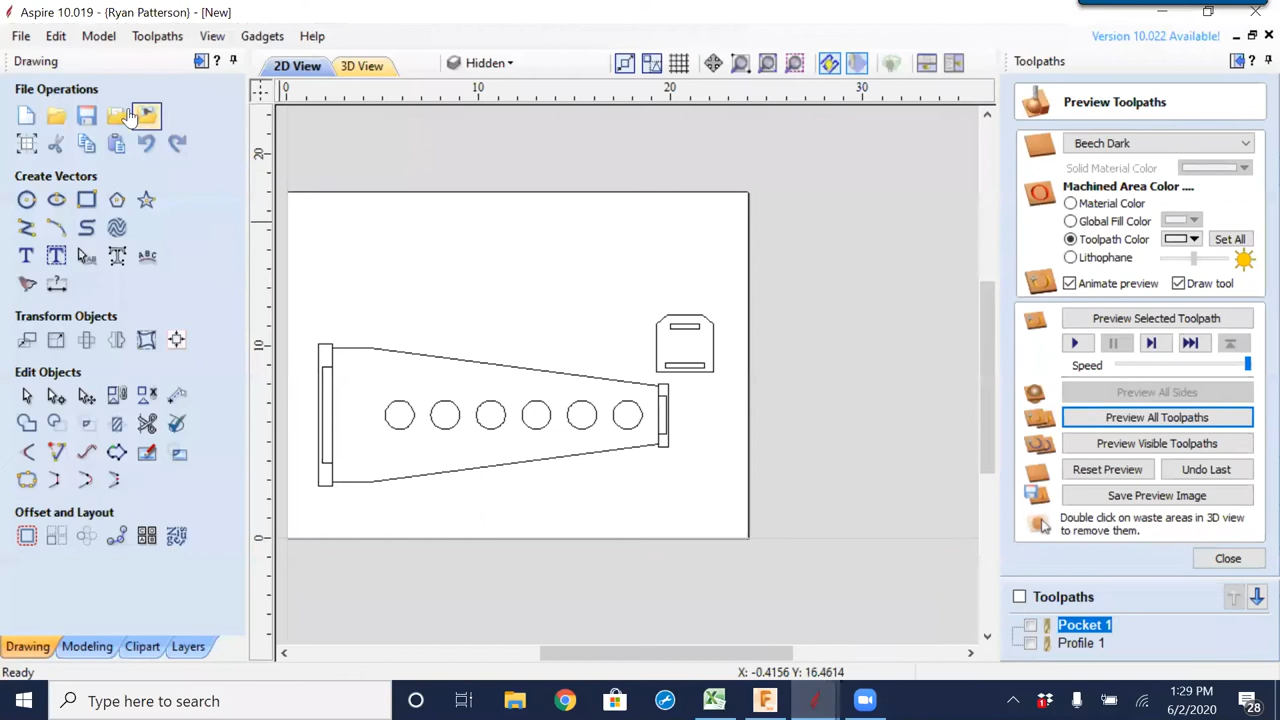 Aspire 10.019 - {Ryan Patterson} - [New]
File Edit Model Toolpaths View Gadgets Help
Version 10.022 Available!
Drawing
2D View
3D View
Hidden
Toolpaths
File Operations
0 10 20 30
Preview Toolpaths
Beech Dark
20
Solid Material Color
Create Vectors
Machined Area Color ....
Material Color
Global Fill Color
Toolpath Color
Set All
Lithophane
Animate preview
Draw tool
Transform Objects
Preview Selected Toolpath
10
Speed
Edit Objects
Preview All Sides
Preview All Toolpaths
Preview Visible Toolpaths
Reset Preview
Undo Last
Save Preview Image
Offset and Layout
Double click on waste areas in 3D view
to remove them.
0
Close
Toolpaths
Pocket 1
Profile 1
Drawing Modeling Clipart Layers
Ready
X: -0.4156 Y: 16.4614
Type here to search
1:29 PM
6/2/2020
28